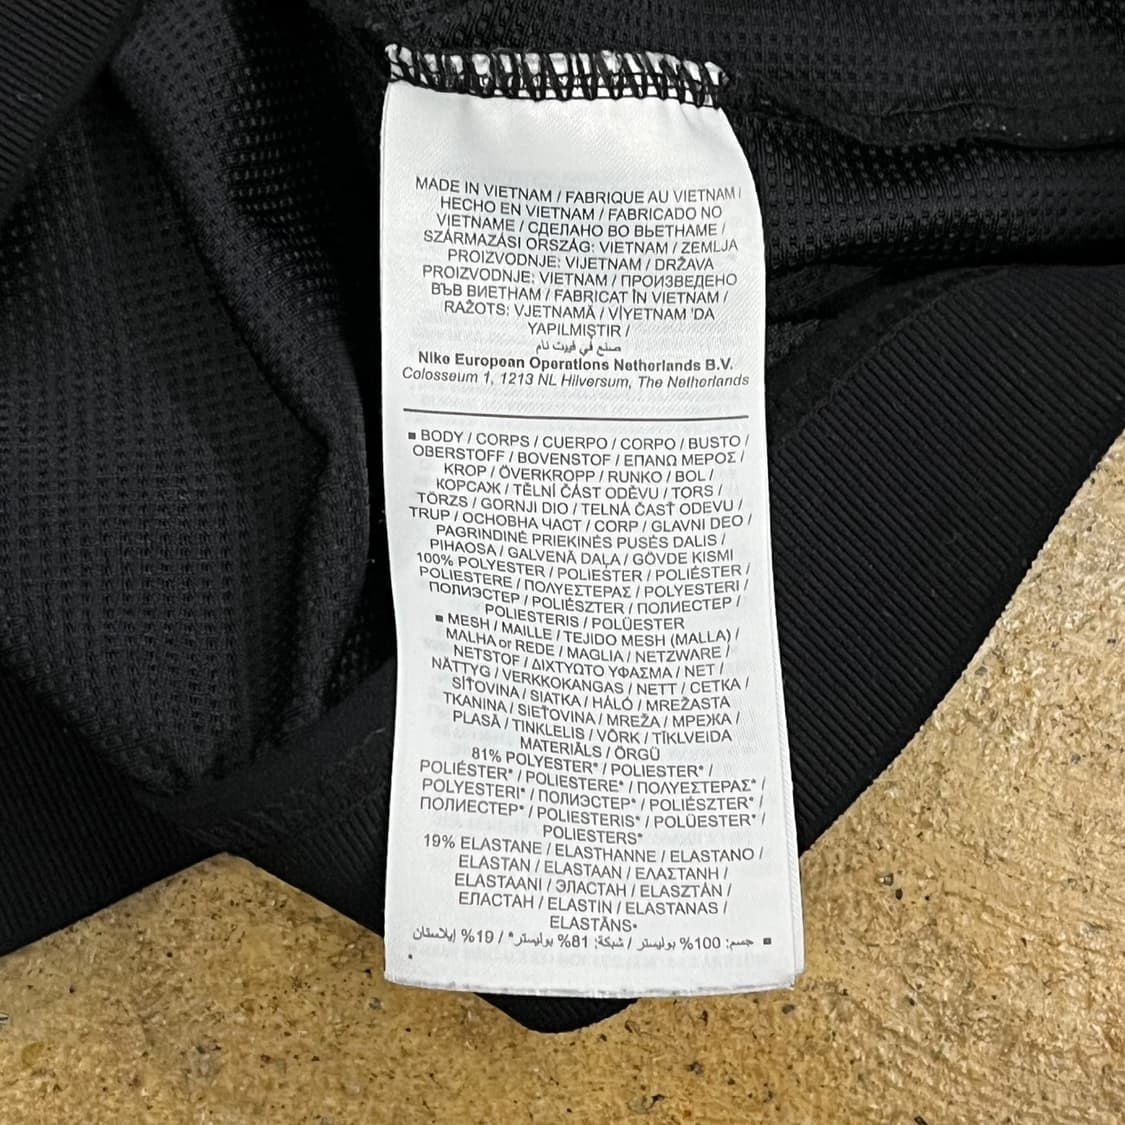 MADE IN VIETNAM / FABRIQUE AU VIETNAM /
HECHO EN VIETNAM / FABRICADO NO
VIETNAME / СДЕЛАНО ВО ВЬЕТНАМЕ /
SZÁRMAZÁSI ORSZÁG: VIETNAM / ZEMLJA
PROIZVODNJE: VIJETNAM / DRŽAVA
PROIZVODNJE: VIETNAM / ПРОИЗВЕДЕНО
ВЪВ ВИЕТНАМ / FABRICAT ÎN VIETNAM /
RAŽOTS: VJETNAMĀ / VİYETNAM 'DA
YAPILMIŞTIR /
صنع في فييت نام
Nike European Operations Netherlands B.V.
Colosseum 1, 1213 NL Hilversum, The Netherlands
■ BODY / CORPS / CUERPO / CORPO / BUSTO /
OBERSTOFF / BOVENSTOF / ΕΠΑΝΩ ΜΕΡΟΣ /
KROP / ÖVERKROPP / RUNKO / BOL /
КОРСАЖ / TĚLNÍ ČÁST ODĚVU / TORS /
TÖRZS / GORNJI DIO / TELNÁ ČASŤ ODEVU /
TRUP / ОСНОВНА ЧАСТ / CORP / GLAVNI DEO /
PAGRINDINĖ PRIEKINĖS PUSĖS DALIS /
PIHAOSA / GALVENĀ DAĻA / GÖVDE KISMI
100% POLYESTER / POLIEŚTER / POLIÉSTER /
POLIESTERE / ΠΟΛΥΕΣΤΕΡΑΣ / POLYESTERI /
ПОЛИЭСТЕР / POLIÉSZTER / ПОЛИЕСТЕР /
POLIESTERIS / POLÜESTER
■ MESH / MAILLE / TEJIDO MESH (MALLA) /
MALHA or REDE / MAGLIA / NETZWARE /
NETSTOF / ΔΙΧΤΥΩΤΟ ΥΦΑΣΜΑ / NET /
NÄTTYG / VERKKOKANGAS / NETT / СЕТКА /
SÍŤOVINA / SIATKA / HÁLÓ / MREŽASTA
TKANINA / SIEŤOVINA / MREŽA / МРЕЖА /
PLASĂ / TINKLELIS / VÕRK / TĪKLVEIDA
MATERIĀLS / ÖRGÜ
81% POLYESTER* / POLIESTER* /
POLIÉSTER* / POLIESTERE* / ΠΟΛΥΕΣΤΕΡΑΣ* /
POLYESTERI* / ПОЛИЭСТЕР* / POLIÉSZTER* /
ПОЛИЕСТЕР* / POLIESTERIS* / POLÜESTER* /
POLIESTERS*
19% ELASTANE / ELASTHANNE / ELASTANO /
ELASTAN / ELASTAAN / ΕΛΑΣΤΑΝΗ /
ELASTAANI / ЭЛАСТАН / ELASZTÁN /
ЕЛАСТАН / ELASTIN / ELASTANAS /
ELASTĀNS•
■ جسم: 100% بوليستر / شبكة: 81% بوليستر* / 19% إيلاستان